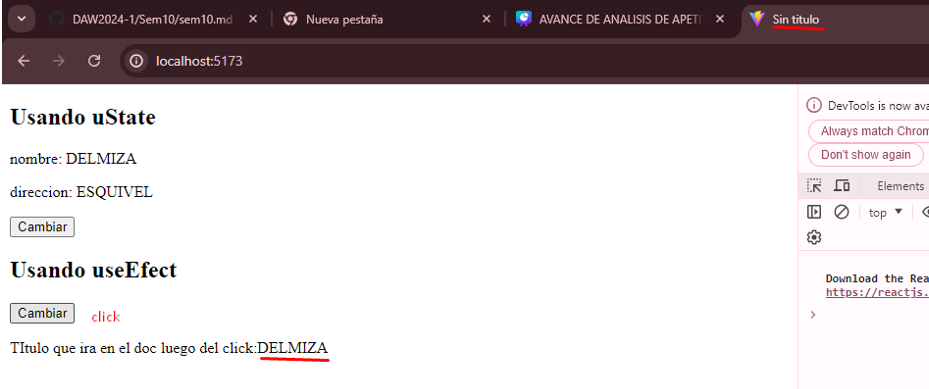 DAW2024-1/Sem10/sem10.md
Nueva pestaña
AVANCE DE ANALISIS DE APETI
Sin titulo
localhost:5173
Usando uState
nombre: DELMIZA
direccion: ESQUIVEL
Cambiar
Usando useEfect
Cambiar click
TItulo que ira en el doc luego del click:DELMIZA
DevTools is now ava
Always match Chrom
Don't show again
Elements
top
Download the Rea
https://reactjs.